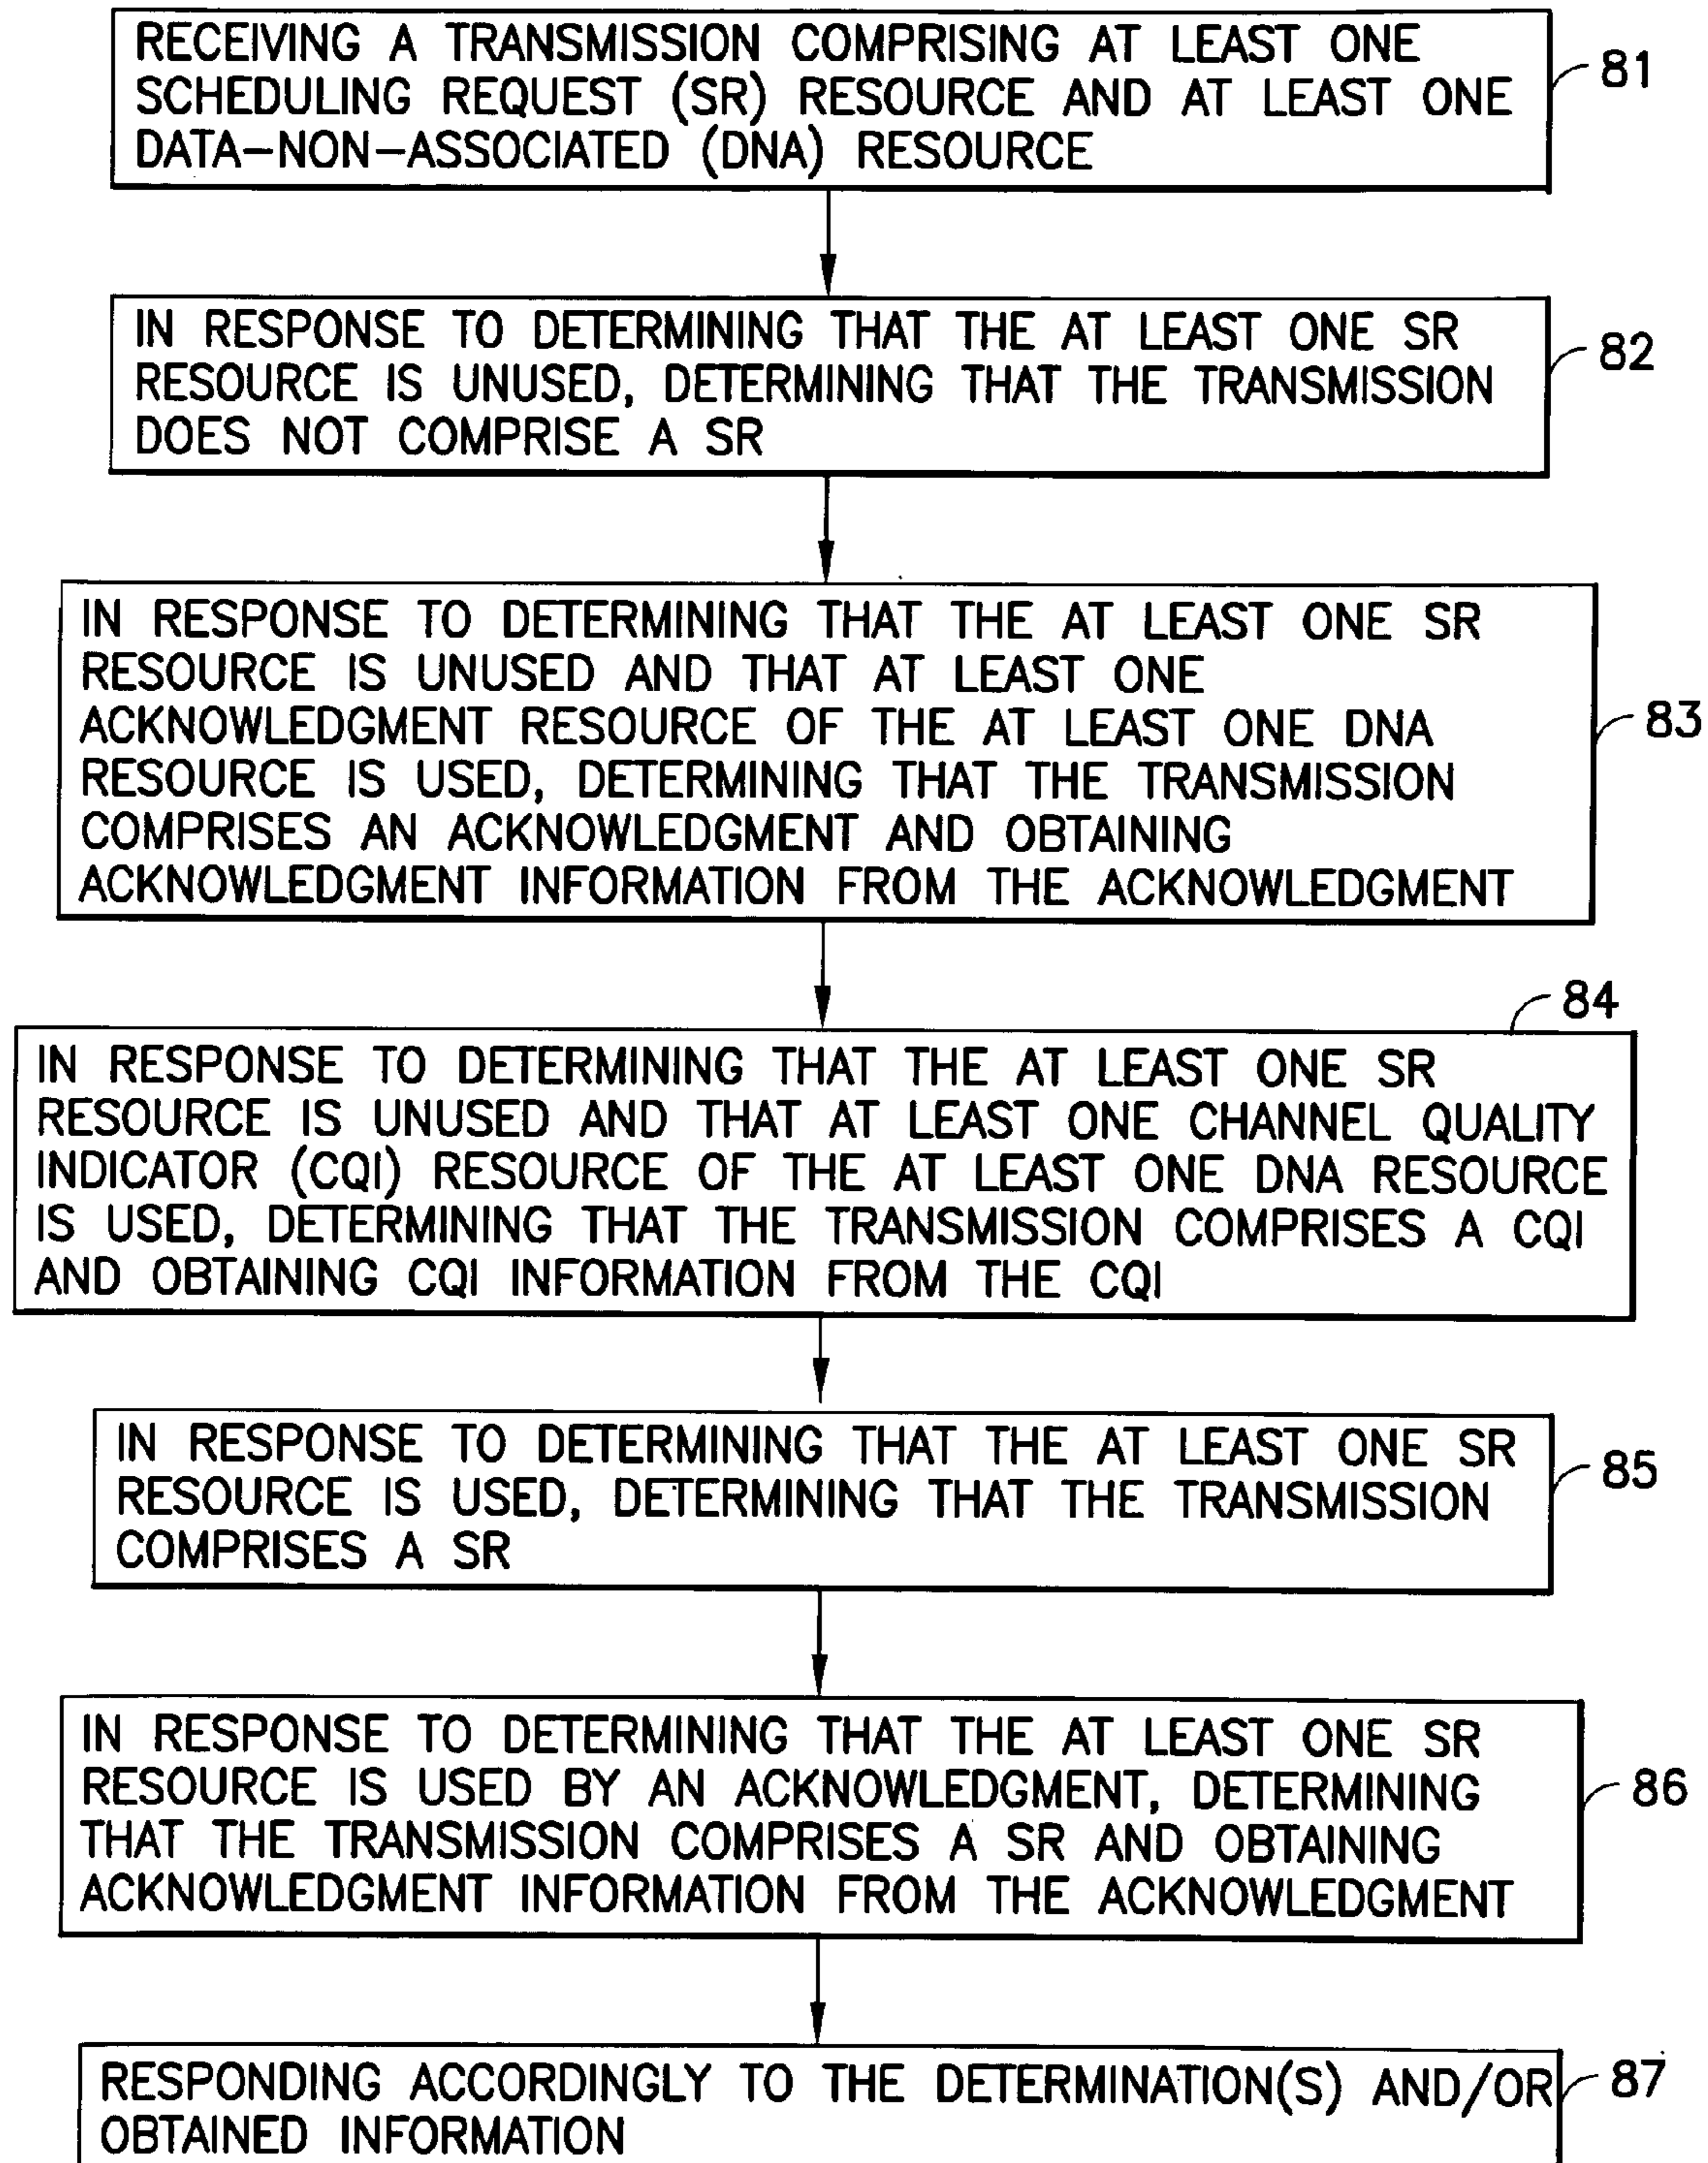 RECEIVING A TRANSMISSION COMPRISING AT LEAST ONE
SCHEDULING REQUEST (SR) RESOURCE AND AT LEAST ONE
DATA-NON-ASSOCIATED (DNA) RESOURCE
81
IN RESPONSE TO DETERMINING THAT THE AT LEAST ONE SR
RESOURCE IS UNUSED, DETERMINING THAT THE TRANSMISSION
DOES NOT COMPRISE A SR
82
IN RESPONSE TO DETERMINING THAT THE AT LEAST ONE SR
RESOURCE IS UNUSED AND THAT AT LEAST ONE
ACKNOWLEDGMENT RESOURCE OF THE AT LEAST ONE DNA
RESOURCE IS USED, DETERMINING THAT THE TRANSMISSION
COMPRISES AN ACKNOWLEDGMENT AND OBTAINING
ACKNOWLEDGMENT INFORMATION FROM THE ACKNOWLEDGMENT
83
84
IN RESPONSE TO DETERMINING THAT THE AT LEAST ONE SR
RESOURCE IS UNUSED AND THAT AT LEAST ONE CHANNEL QUALITY
INDICATOR (CQI) RESOURCE OF THE AT LEAST ONE DNA RESOURCE
IS USED, DETERMINING THAT THE TRANSMISSION COMPRISES A CQI
AND OBTAINING CQI INFORMATION FROM THE CQI
IN RESPONSE TO DETERMINING THAT THE AT LEAST ONE SR
RESOURCE IS USED, DETERMINING THAT THE TRANSMISSION
COMPRISES A SR
85
IN RESPONSE TO DETERMINING THAT THE AT LEAST ONE SR
RESOURCE IS USED BY AN ACKNOWLEDGMENT, DETERMINING
THAT THE TRANSMISSION COMPRISES A SR AND OBTAINING
ACKNOWLEDGMENT INFORMATION FROM THE ACKNOWLEDGMENT
86
RESPONDING ACCORDINGLY TO THE DETERMINATION(S) AND/OR
OBTAINED INFORMATION
87